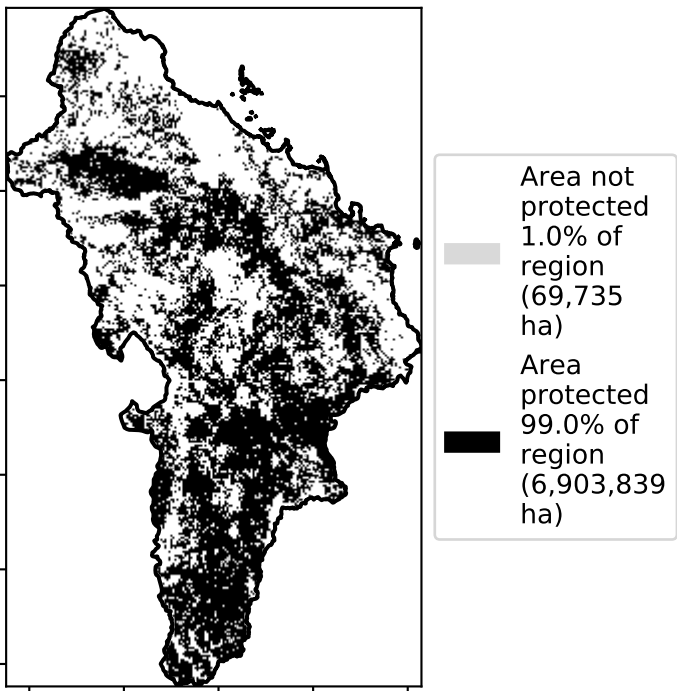 Area not
protected
1.0% of
region
(69,735
ha)
Area
protected
99.0% of
region
(6,903,839
ha)